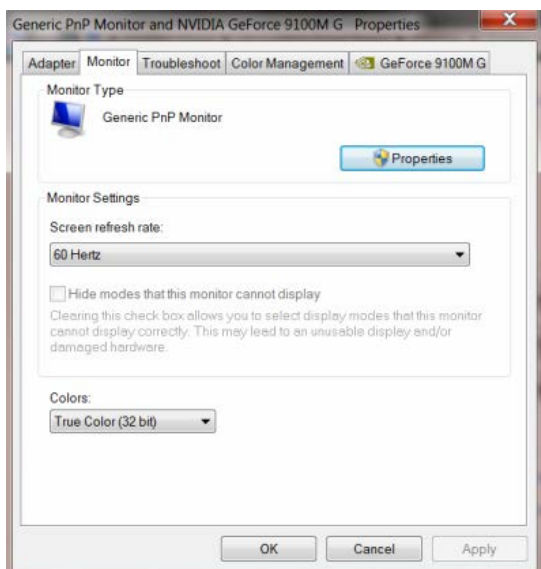 Generic PnP Monitor and NVIDIA GeForce 9100M G Properties
Adapter Monitor Troubleshoot Color Management GeForce 9100M G
Monitor Type
Generic PnP Monitor
Properties
Monitor Settings
Screen refresh rate:
60 Hertz
Hide modes that this monitor cannot display
Clearing this check box allows you to select display modes that this monitor
cannot display correctly. This may lead to an unusable display and/or
damaged hardware.
Colors:
True Color (32 bit)
OK Cancel Apply